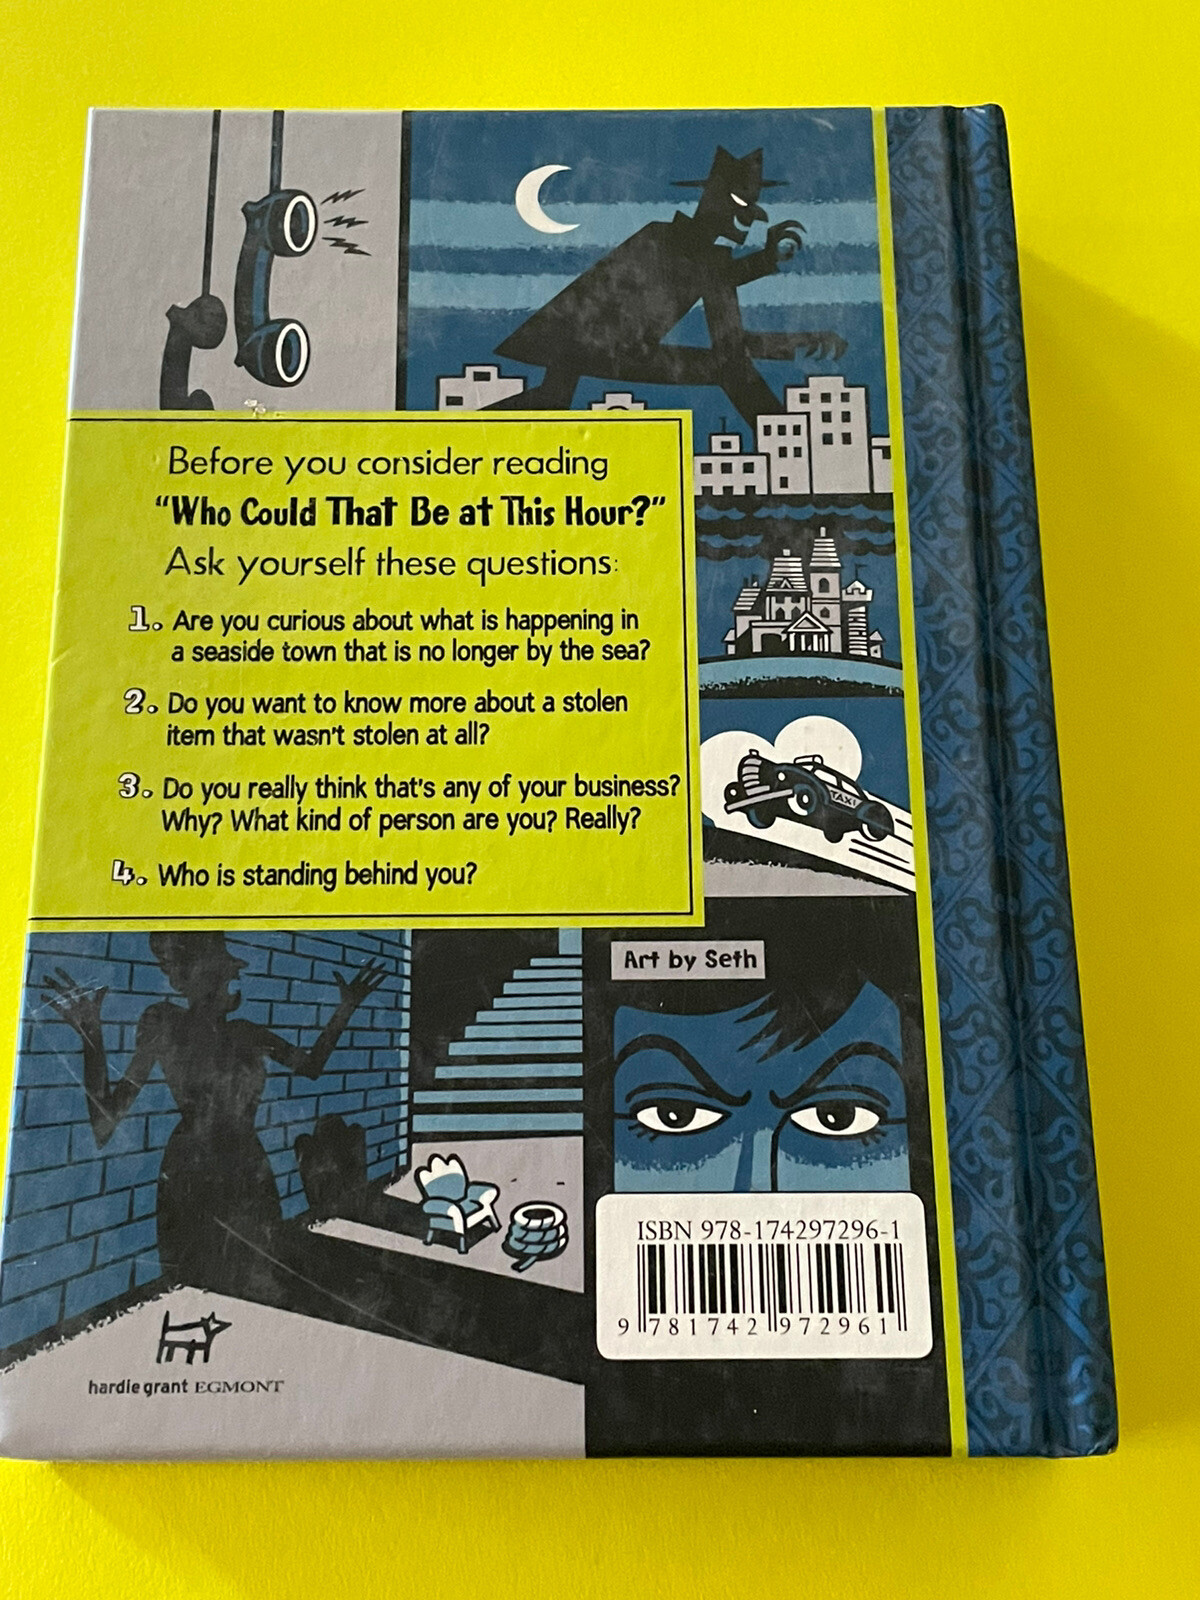 Before you consider reading
"Who Could That Be at This Hour?"
Ask yourself these questions:
1. Are you curious about what is happening in
a seaside town that is no longer by the sea?
2. Do you want to know more about a stolen
item that wasn't stolen at all?
3. Do you really think that's any of your business?
Why? What kind of person are you? Really?
4. Who is standing behind you?
TAXI
Art by Seth
ISBN 978-174297296-1
9 781742 972961
hardie grant EGMONT